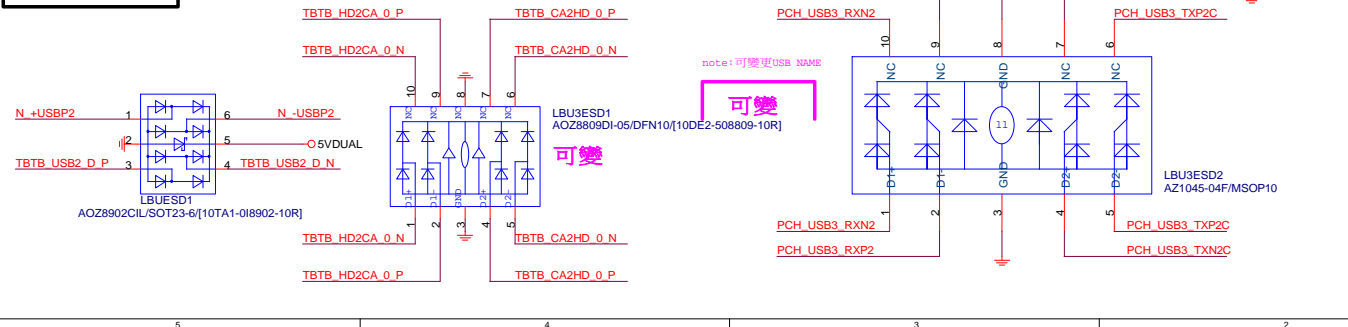 TBTB_HD2CA_0_P
TBTB_CA2HD_0_P
PCH_USB3_RXN2
PCH_USB3_TXP2C
TBTB_HD2CA_0_N
TBTB_CA2HD_0_N
10
9
8
7
6
note:可變更USB NAME
10
9
8
7
6
NC
NC
GND
NC
NC
NC
NC
GND
NC
NC
可變
N_+USBP2
1
6
N_-USBP2
2
5
5VDUAL
TBTB_USB2_D_P
3
4
TBTB_USB2_D_N
LBUESD1
AOZ8902CIL/SOT23-6/[10TA1-0I8902-10R]
LBU3ESD1
AOZ8809DI-05/DFN10/[10DE2-508809-10R]
可變
11
D1+
D1-
GND
D2+
D2-
D1+
D1-
GND
D2+
D2-
LBU3ESD2
AZ1045-04F/MSOP10
1
2
3
4
5
1
2
3
4
5
TBTB_HD2CA_0_N
TBTB_CA2HD_0_N
PCH_USB3_RXN2
PCH_USB3_TXP2C
PCH_USB3_RXP2
PCH_USB3_TXN2C
TBTB_HD2CA_0_P
TBTB_CA2HD_0_P
5
4
3
2